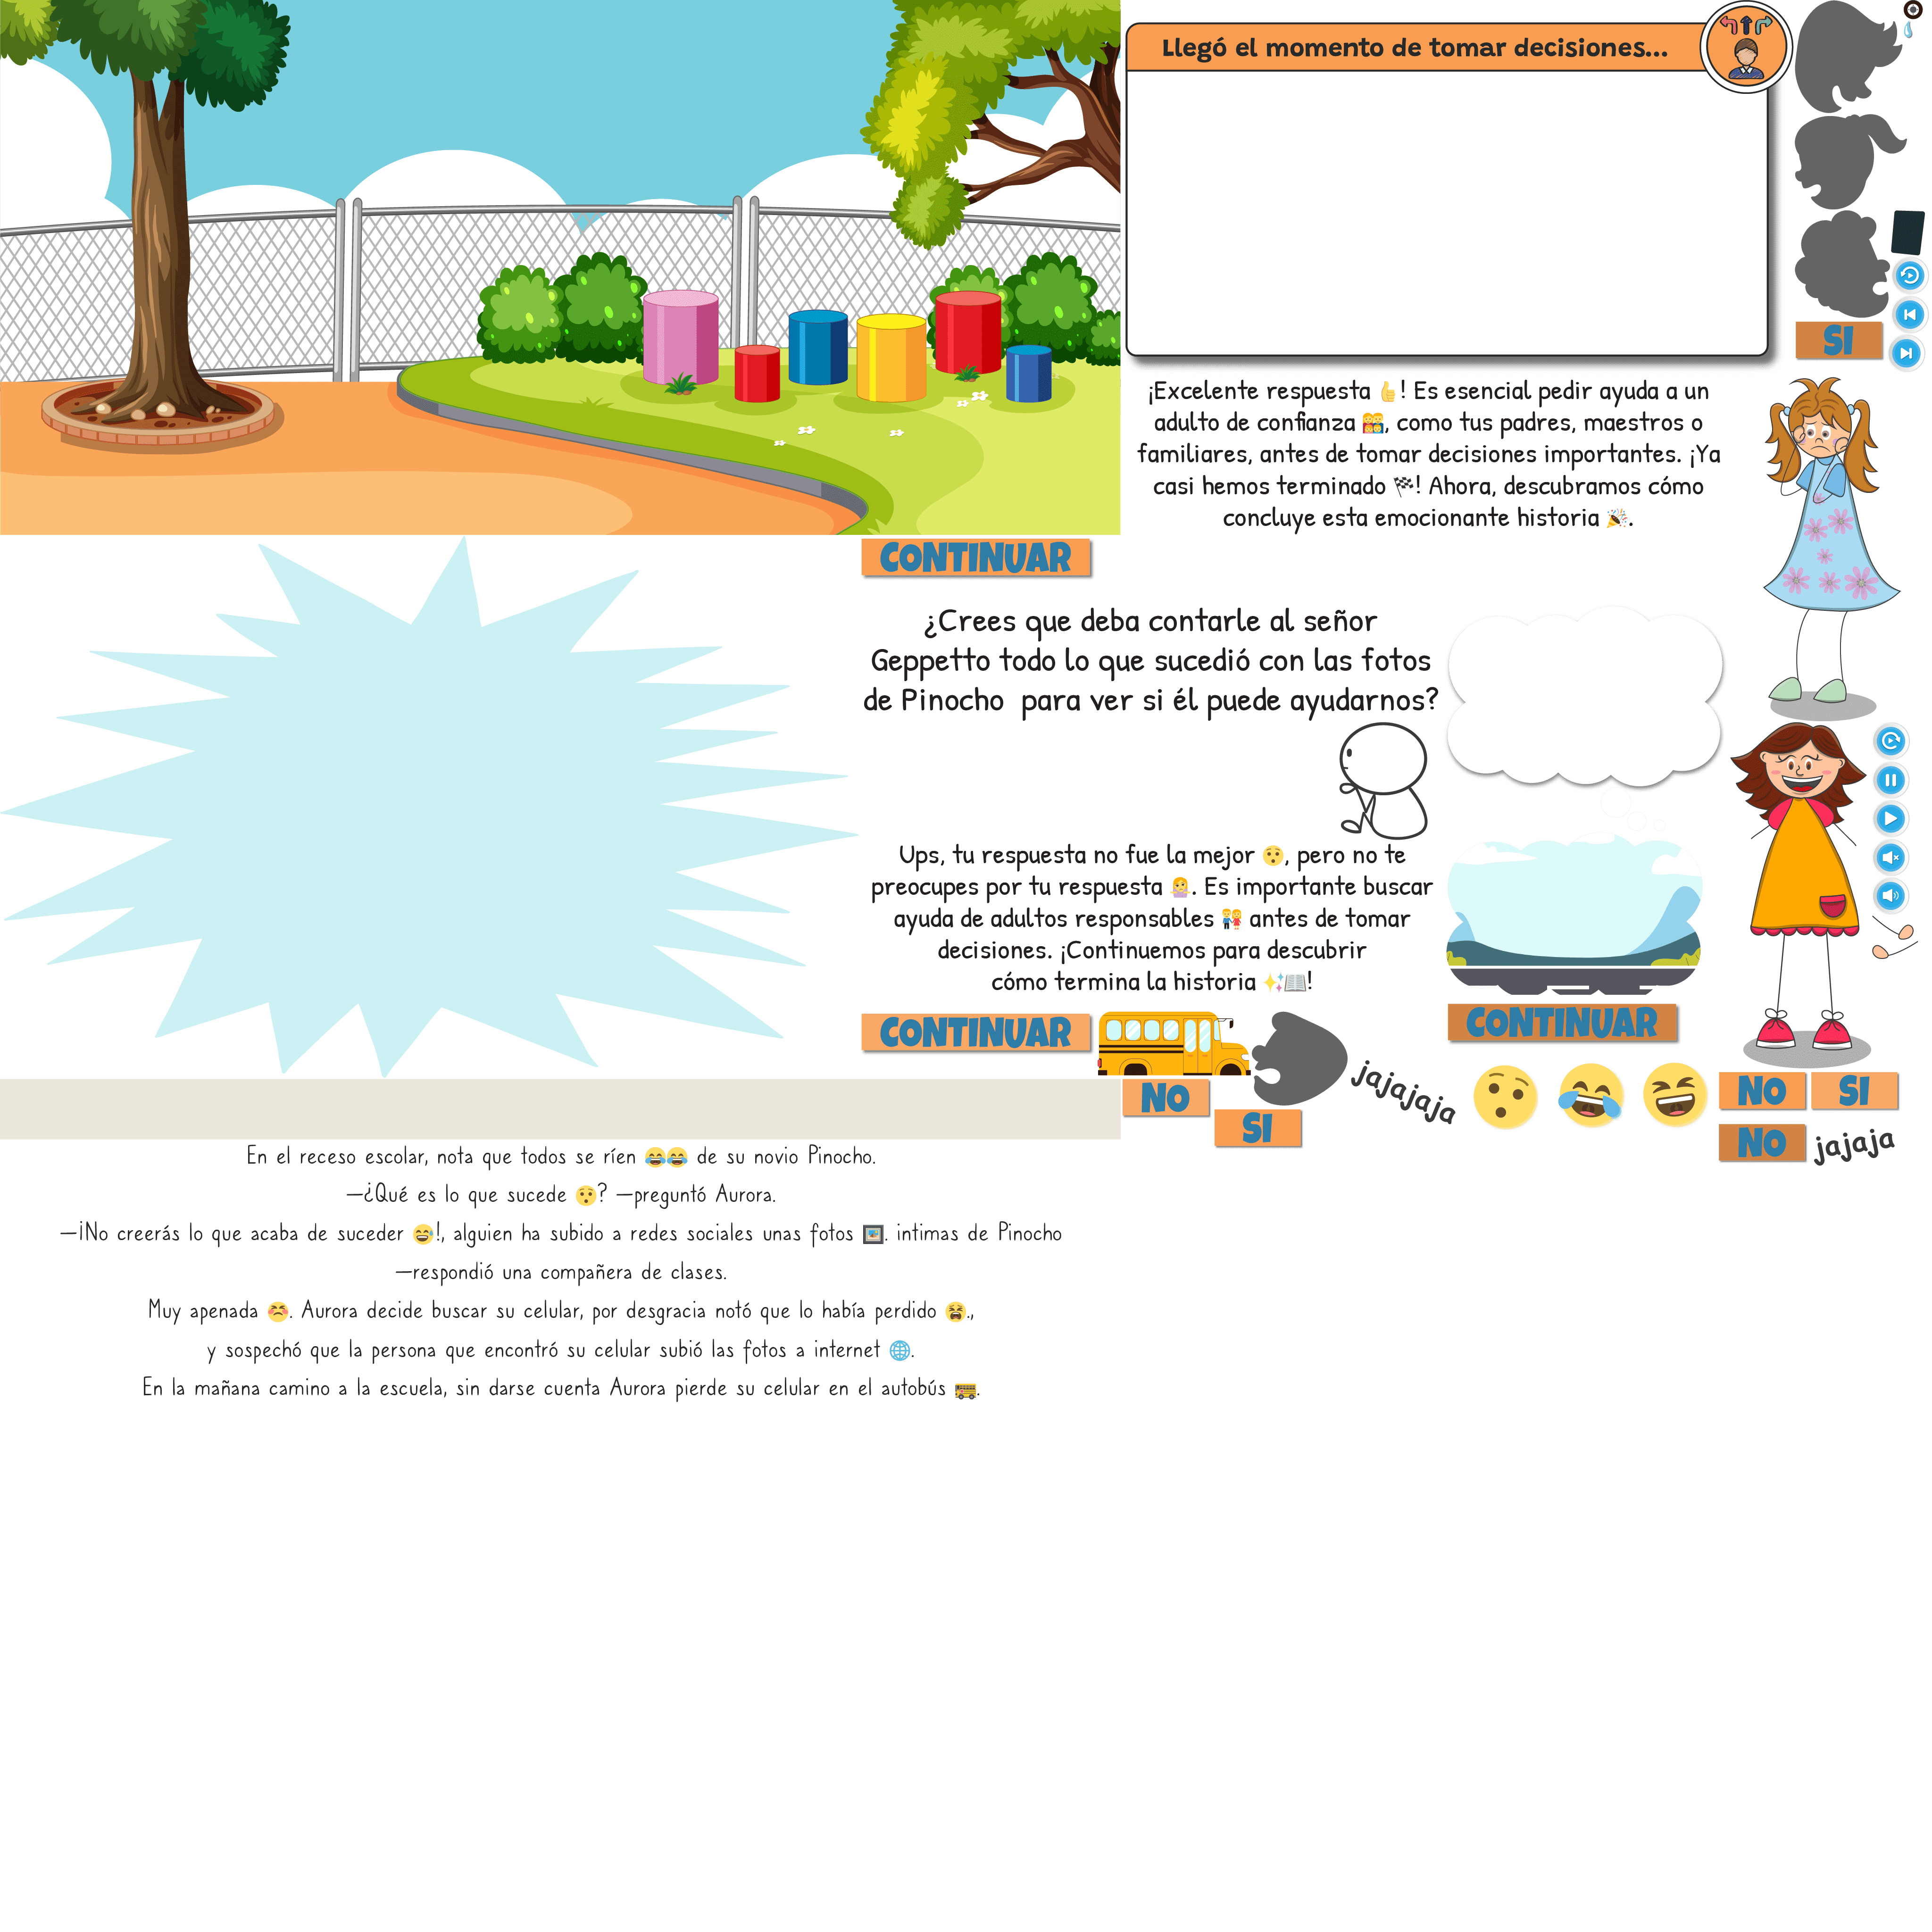 Llegó el momento de tomar decisiones...
SI
¡Excelente respuesta 👍! Es esencial pedir ayuda a un
adulto de confianza 👨‍👩‍👧‍👦, como tus padres, maestros o
familiares, antes de tomar decisiones importantes. ¡Ya
casi hemos terminado 🏁! Ahora, descubramos cómo
concluye esta emocionante historia 🎉.
CONTINUAR
¿Crees que deba contarle al señor
Geppetto todo lo que sucedió con las fotos
de Pinocho para ver si él puede ayudarnos?
Ups, tu respuesta no fue la mejor 😯, pero no te
preocupes por tu respuesta 🤷‍♀️. Es importante buscar
ayuda de adultos responsables 👫 antes de tomar
decisiones. ¡Continuemos para descubrir
cómo termina la historia ✨📖!
CONTINUAR
CONTINUAR
NO
SI
jajajaja
NO
SI
NO
jajaja
En el receso escolar, nota que todos se ríen 😂😂 de su novio Pinocho.
—¿Qué es lo que sucede 😯? —preguntó Aurora.
—¡No creerás lo que acaba de suceder 😅!, alguien ha subido a redes sociales unas fotos 🖼️. intimas de Pinocho
—respondió una compañera de clases.
Muy apenada 😣. Aurora decide buscar su celular, por desgracia notó que lo había perdido 😫.,
y sospechó que la persona que encontró su celular subió las fotos a internet 🌐.
En la mañana camino a la escuela, sin darse cuenta Aurora pierde su celular en el autobús 🚌.